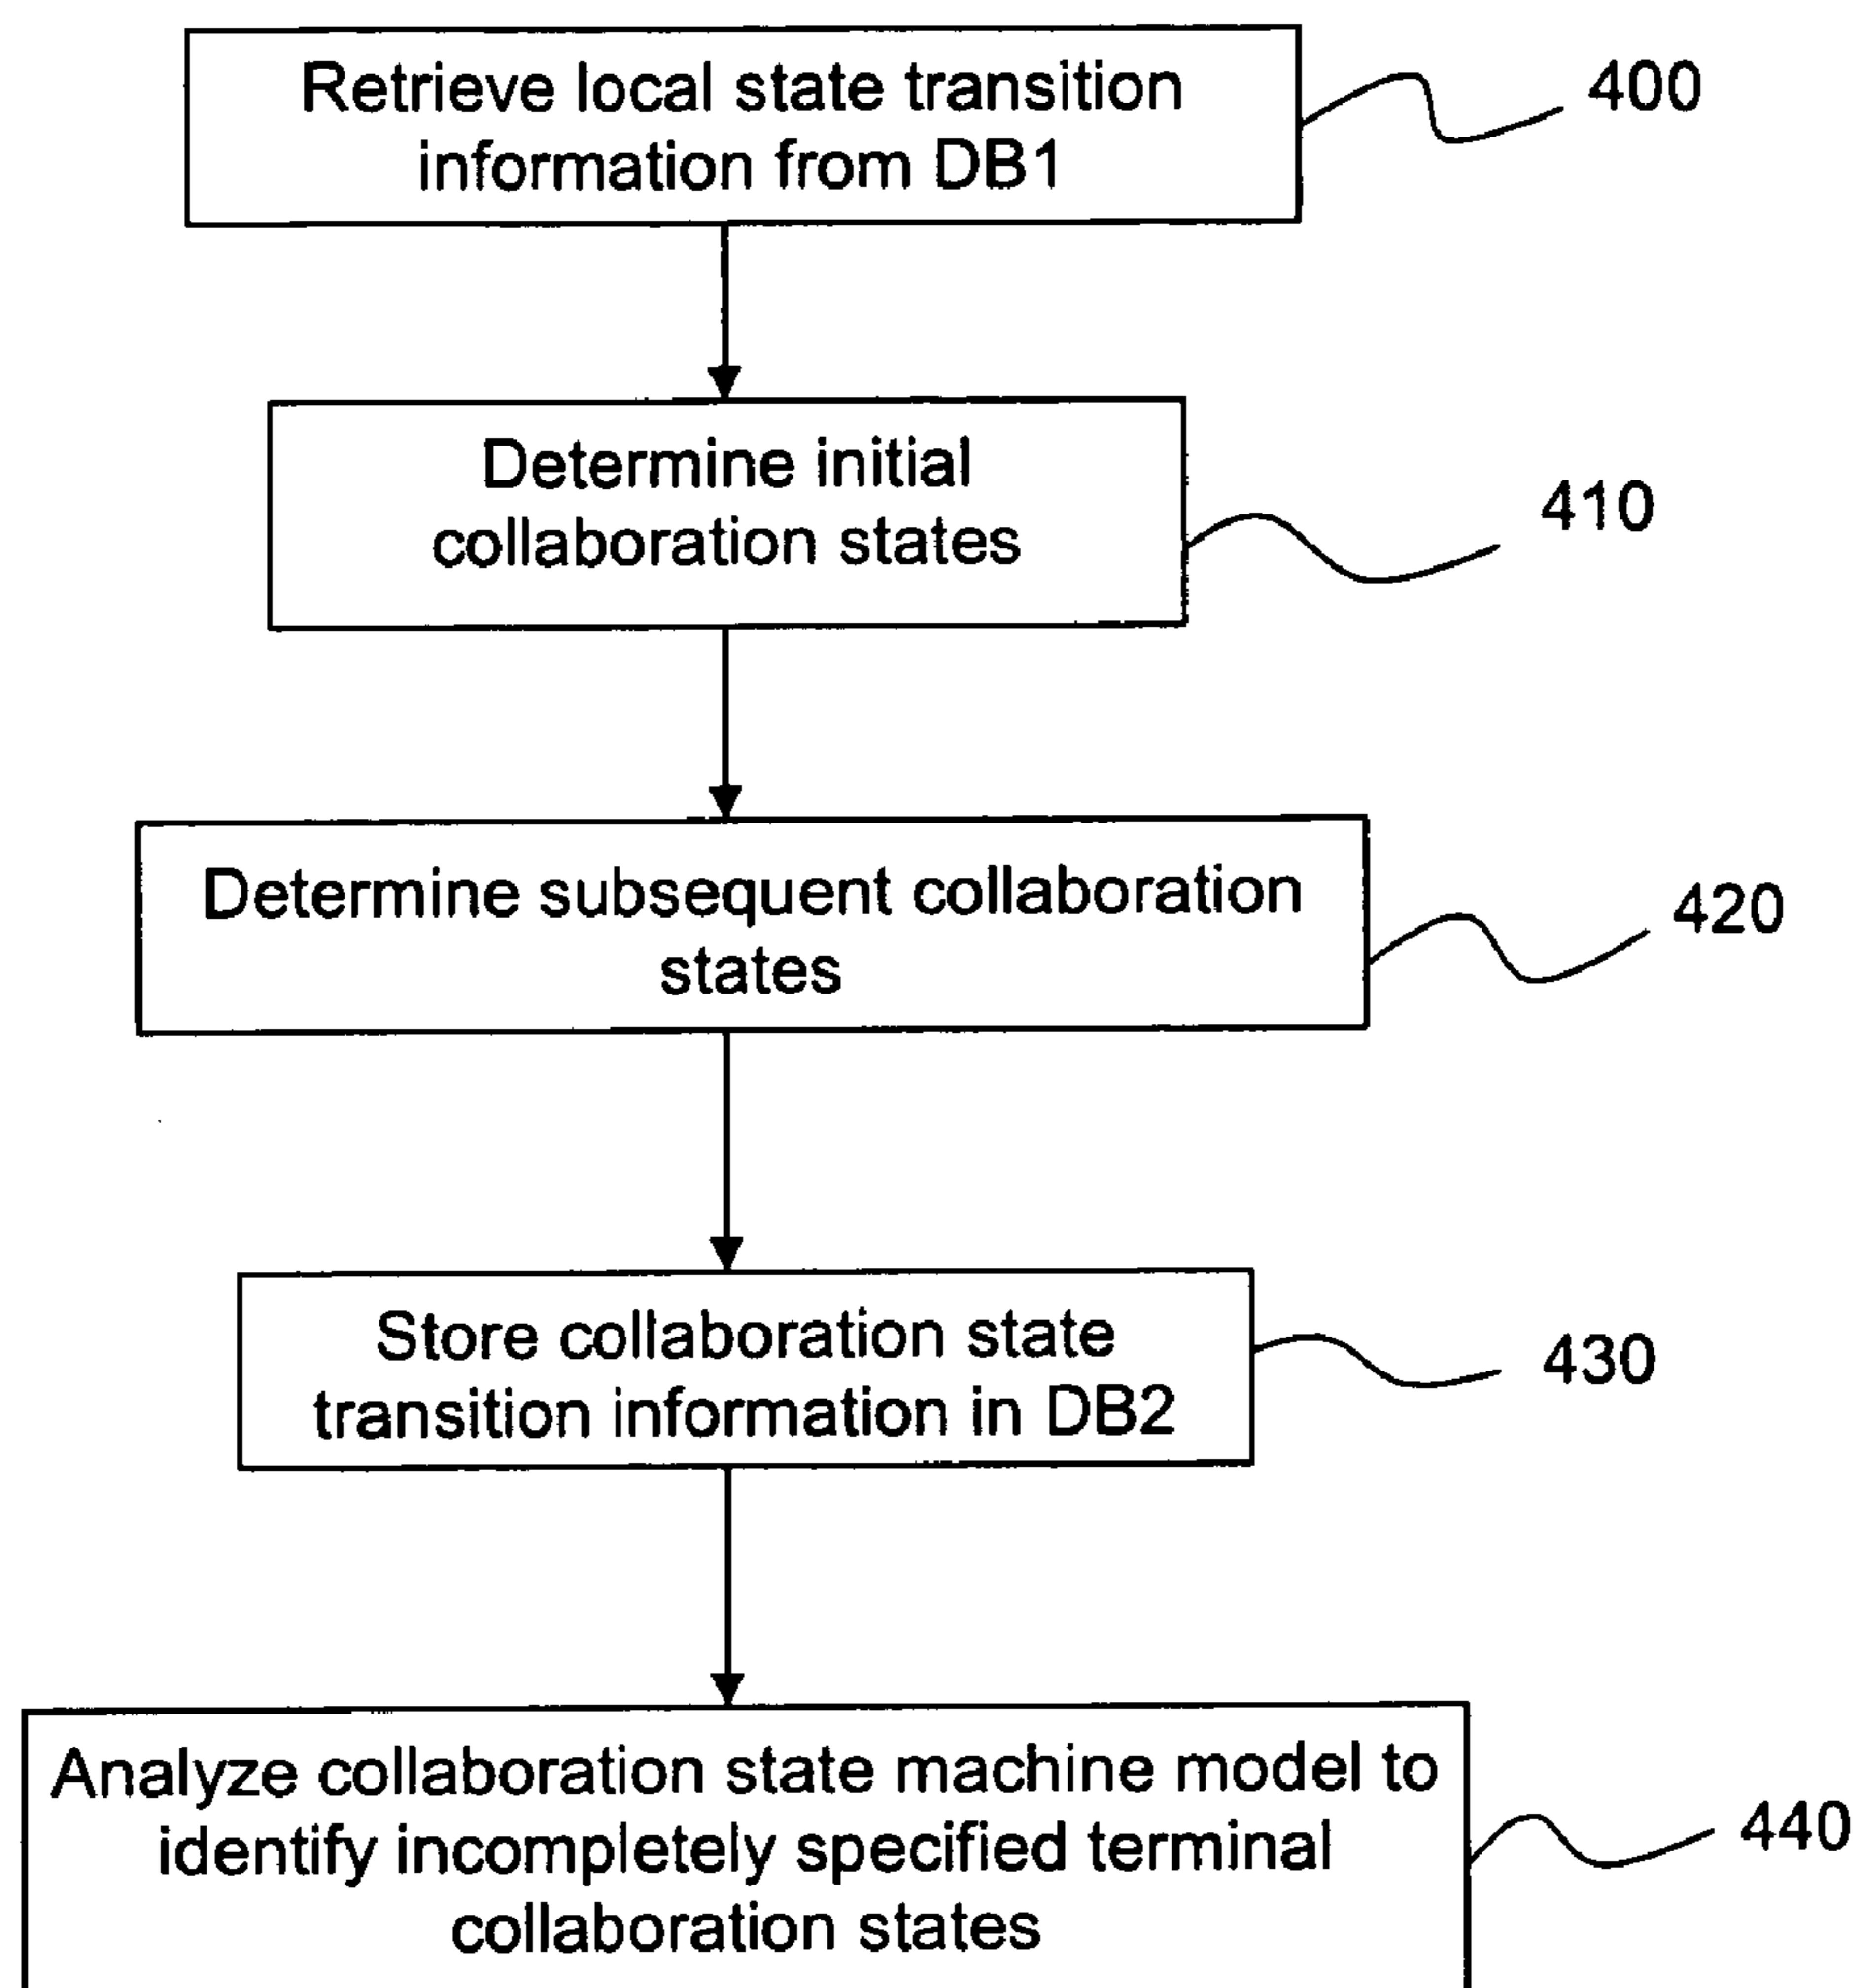 Retrieve local state transition
information from DB1
400
Determine initial
collaboration states
410
Determine subsequent collaboration
states
420
Store collaboration state
transition information in DB2
430
Analyze collaboration state machine model to
identify incompletely specified terminal
collaboration states
440